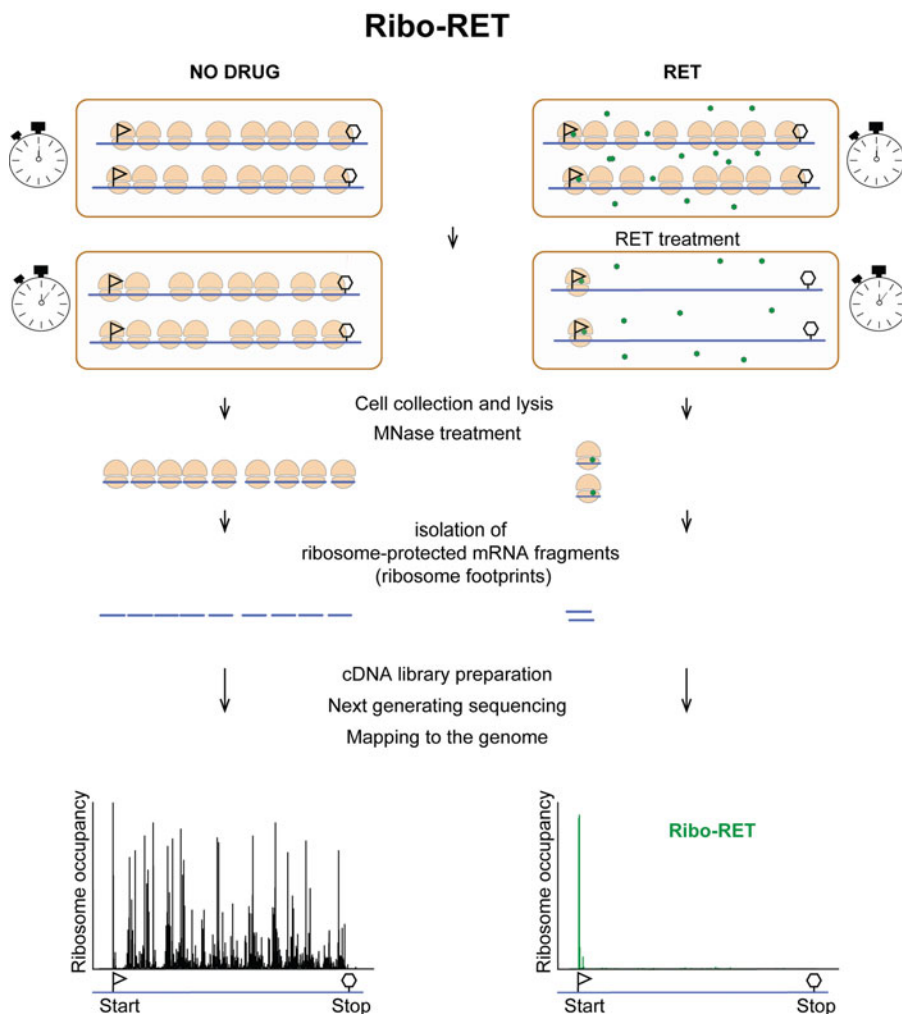 Ribo-RET
NO DRUG
RET
RET treatment
Cell collection and lysis
MNase treatment
isolation of
ribosome-protected mRNA fragments
(ribosome footprints)
cDNA library preparation
Next generating sequencing
Mapping to the genome
Ribosome occupancy
Start
Stop
Ribosome occupancy
Ribo-RET
Start
Stop